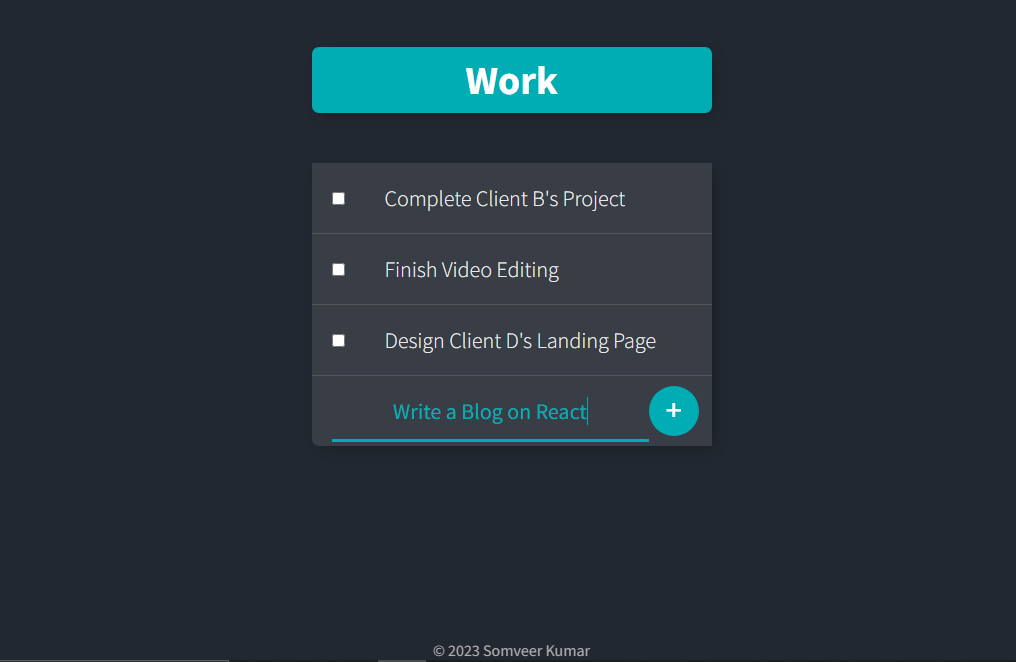 Work
Complete Client B's Project
Finish Video Editing
Design Client D's Landing Page
Write a Blog on React
+
© 2023 Somveer Kumar